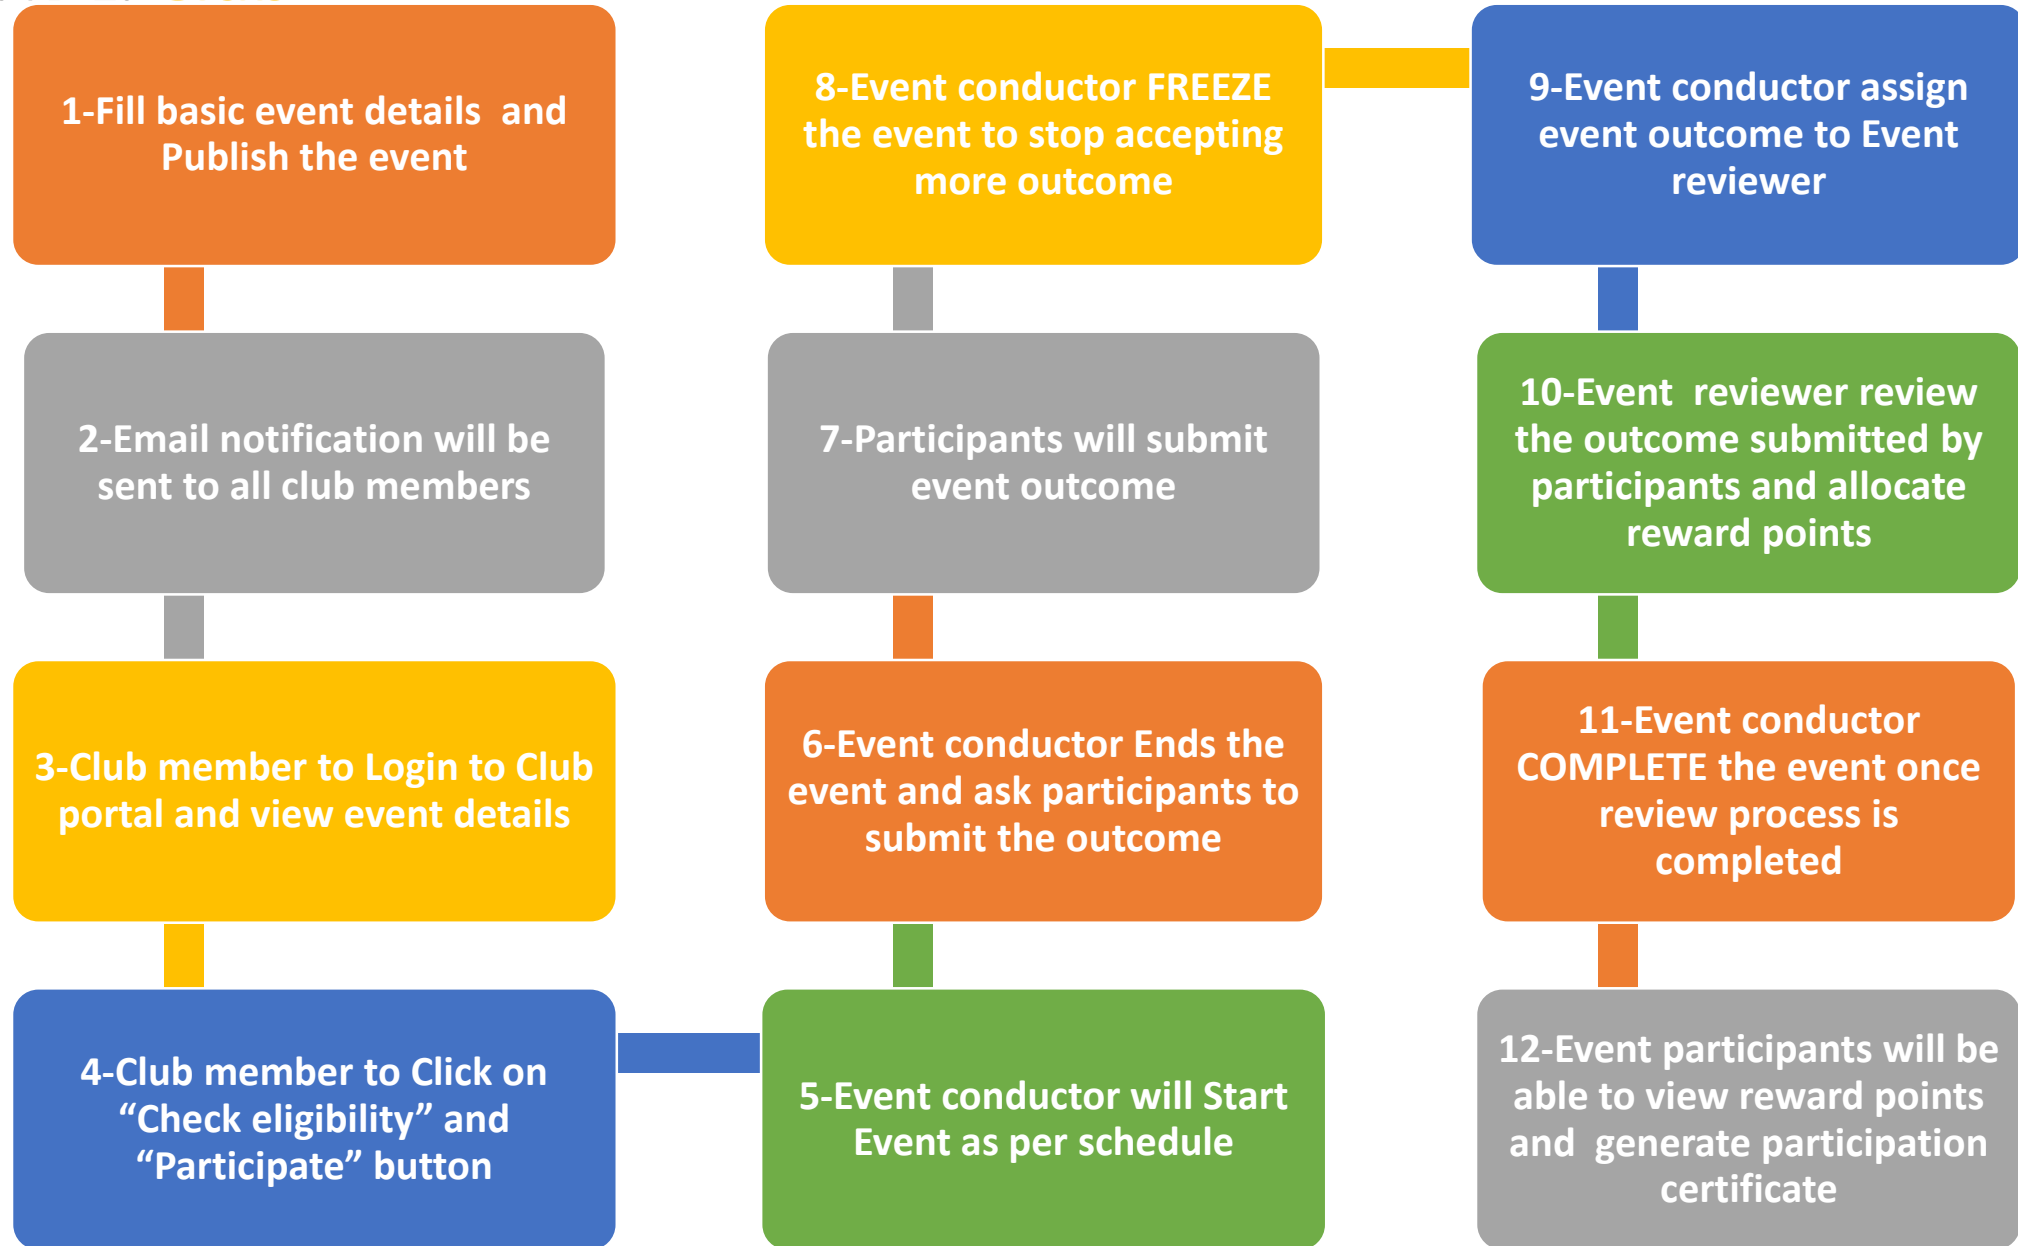 1-Fill basic event details  and
Publish the event
2-Email notification will be
sent to all club members
3-Club member to Login to Club
portal and view event details
4-Club member to Click on
“Check eligibility” and
“Participate” button
5-Event conductor will Start
Event as per schedule
6-Event conductor Ends the
event and ask participants to
submit the outcome
7-Participants will submit
event outcome
8-Event conductor FREEZE
the event to stop accepting
more outcome
9-Event conductor assign
event outcome to Event
reviewer
10-Event  reviewer review
the outcome submitted by
participants and allocate
reward points
11-Event conductor
COMPLETE the event once
review process is
completed
12-Event participants will be
able to view reward points
and  generate participation
certificate